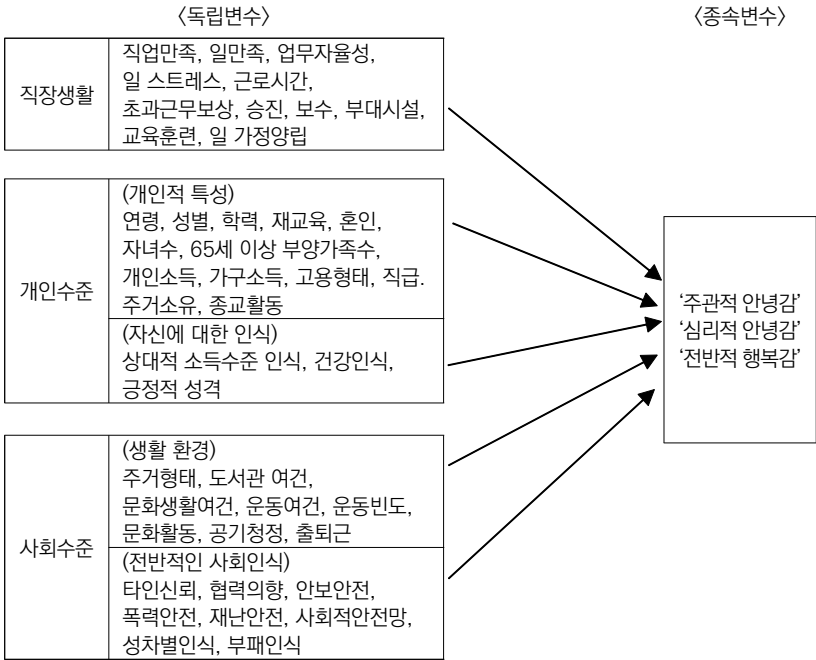 〈독립변수〉
〈종속변수〉
직장생활
직업만족, 일만족, 업무자율성,
일 스트레스, 근로시간,
초과근무보상, 승진, 보수, 부대시설,
교육훈련, 일 가정양립
개인수준
(개인적 특성)
연령, 성별, 학력, 재교육, 혼인,
자녀수, 65세 이상 부양가족수,
개인소득, 가구소득, 고용형태, 직급.
주거소유, 종교활동
(자신에 대한 인식)
상대적 소득수준 인식, 건강인식,
긍정적 성격
사회수준
(생활 환경)
주거형태, 도서관 여건,
문화생활여건, 운동여건, 운동빈도,
문화활동, 공기청정, 출퇴근
(전반적인 사회인식)
타인신뢰, 협력의향, 안보안전,
폭력안전, 재난안전, 사회적안전망,
성차별인식, 부패인식
‘주관적 안녕감’
‘심리적 안녕감’
‘전반적 행복감’